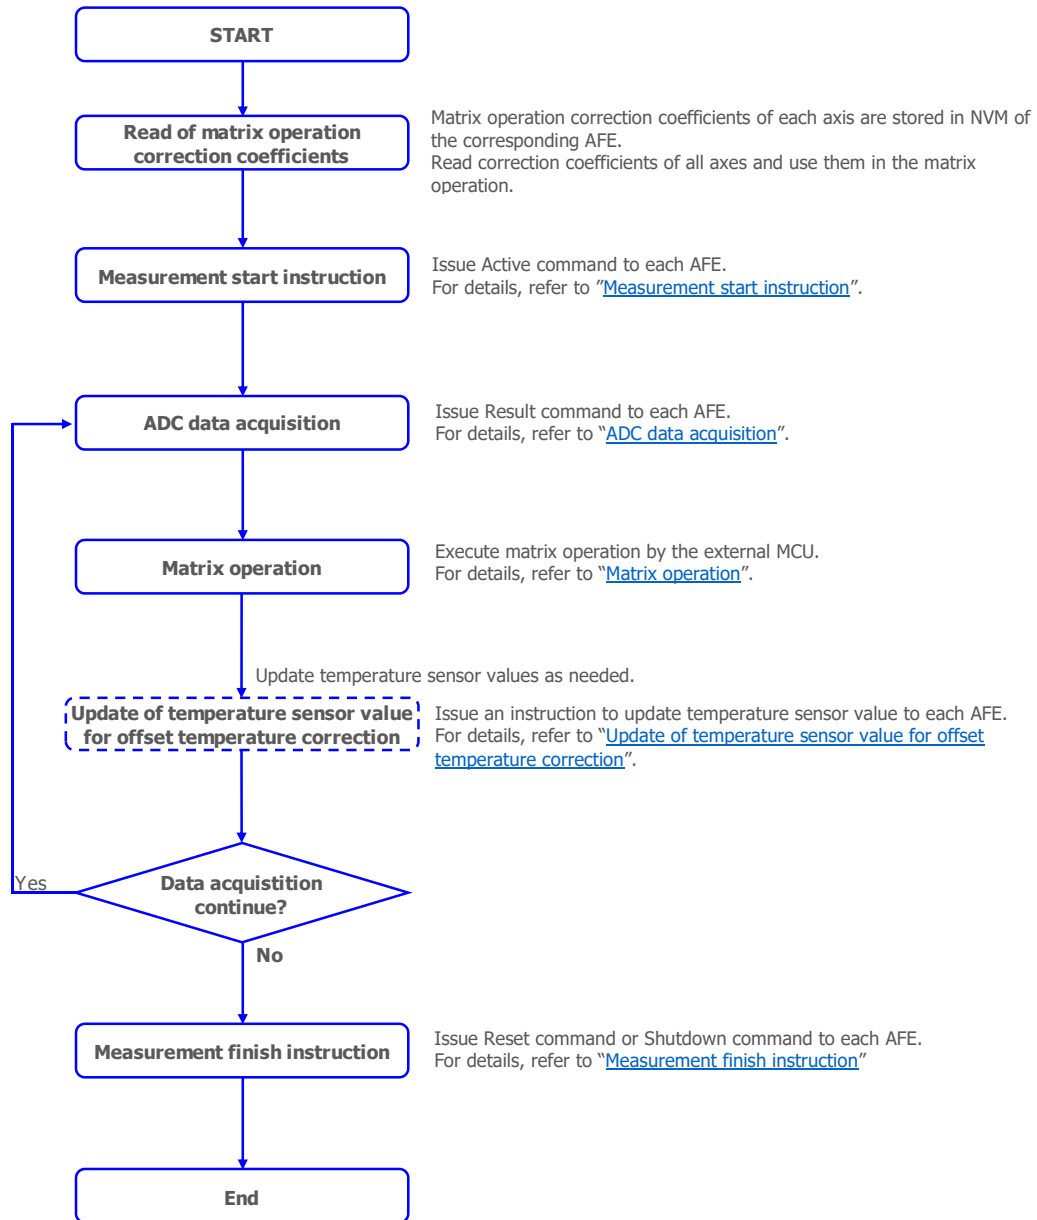 START
Read of matrix operation
correction coefficients
Matrix operation correction coefficients of each axis are stored in NVM of
the corresponding AFE.
Read correction coefficients of all axes and use them in the matrix
operation.
Measurement start instruction
Issue Active command to each AFE.
For details, refer to ”Measurement start instruction”.
ADC data acquisition
Issue Result command to each AFE.
For details, refer to “ADC data acquisition”.
Matrix operation
Execute matrix operation by the external MCU.
For details, refer to “Matrix operation”.
Update temperature sensor values as needed.
Update of temperature sensor value
for offset temperature correction
Issue an instruction to update temperature sensor value to each AFE.
For details, refer to “Update of temperature sensor value for offset
temperature correction”.
Yes
Data acquistition
continue?
No
Measurement finish instruction
Issue Reset command or Shutdown command to each AFE.
For details, refer to “Measurement finish instruction”
End